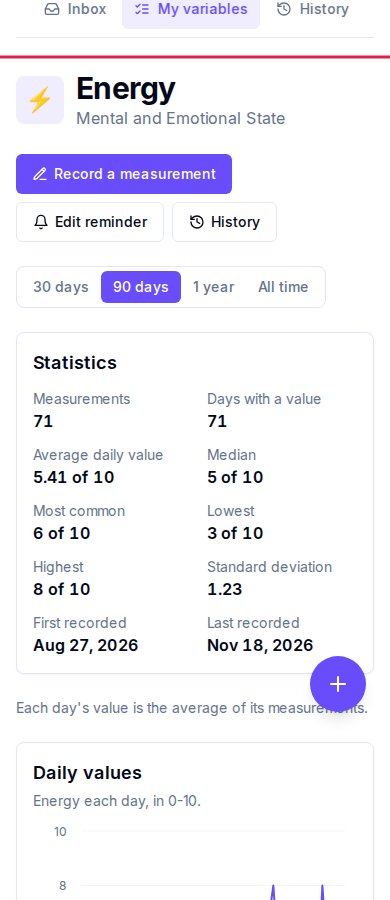 Inbox
My variables
History
Energy
Mental and Emotional State
Record a measurement
Edit reminder
History
30 days
90 days
1 year
All time
Statistics
Measurements
Days with a value
71
71
Average daily value
Median
5.41 of 10
5 of 10
Most common
Lowest
6 of 10
3 of 10
Highest
Standard deviation
8 of 10
1.23
First recorded
Last recorded
Aug 27, 2026
Nov 18, 2026
Each day's value is the average of its measurements.
Daily values
Energy each day, in 0-10.
10
8